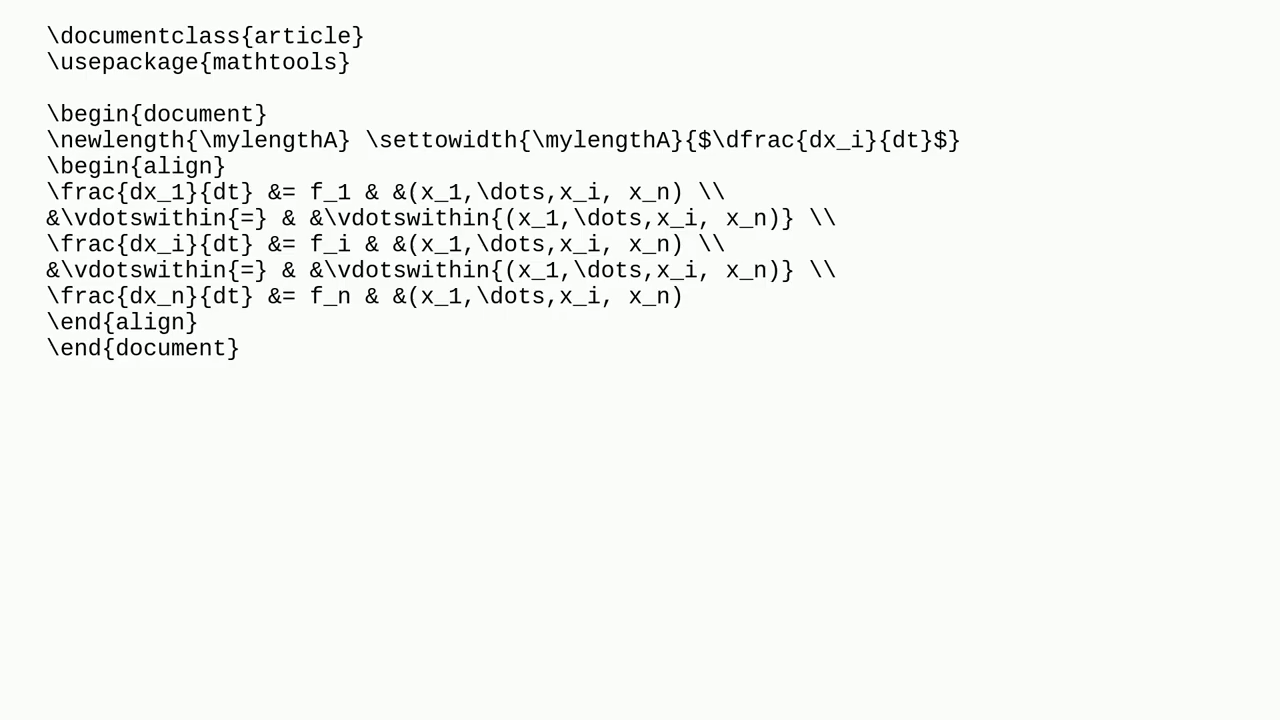 \documentclass{article}
\usepackage{mathtools}

\begin{document}
\newlength{\mylengthA} \settowidth{\mylengthA}{$\dfrac{dx_i}{dt}$}
\begin{align}
\frac{dx_1}{dt} &= f_1 & &(x_1,\dots,x_i, x_n) \\
&\vdotswithin{=} & &\vdotswithin{(x_1,\dots,x_i, x_n)} \\
\frac{dx_i}{dt} &= f_i & &(x_1,\dots,x_i, x_n) \\
&\vdotswithin{=} & &\vdotswithin{(x_1,\dots,x_i, x_n)} \\
\frac{dx_n}{dt} &= f_n & &(x_1,\dots,x_i, x_n)
\end{align}
\end{document}